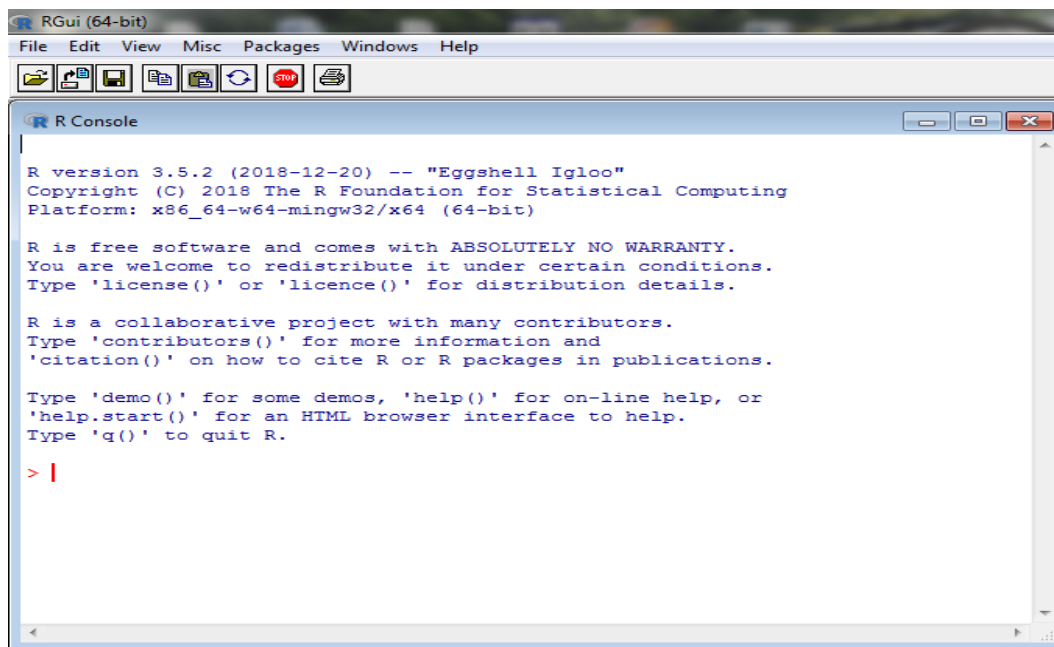 RGui (64-bit)
File Edit View Misc Packages Windows Help
STOP
R Console
R version 3.5.2 (2018-12-20) -- "Eggshell Igloo"
Copyright (C) 2018 The R Foundation for Statistical Computing
Platform: x86_64-w64-mingw32/x64 (64-bit)
R is free software and comes with ABSOLUTELY NO WARRANTY.
You are welcome to redistribute it under certain conditions.
Type 'license()' or 'licence()' for distribution details.
R is a collaborative project with many contributors.
Type 'contributors()' for more information and
'citation()' on how to cite R or R packages in publications.
Type 'demo()' for some demos, 'help()' for on-line help, or
'help.start()' for an HTML browser interface to help.
Type 'q()' to quit R.
>